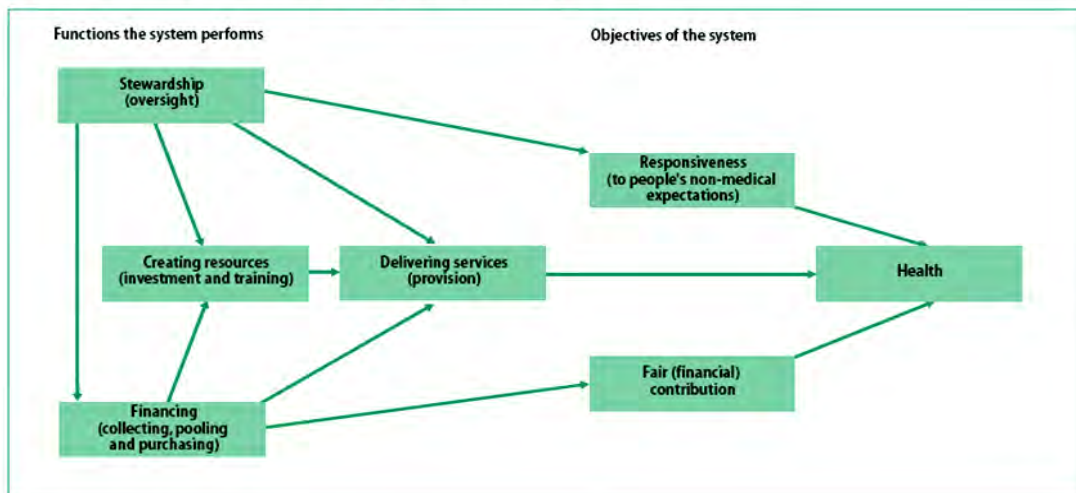 Functions the system performs
Objectives of the system
Stewardship
(oversight)
Responsiveness
(to people's non-medical
expectations)
Creating resources
(investment and training)
Delivering services
(provision)
Health
Fair (financial)
contribution
Financing
(collecting, pooling
and purchasing)